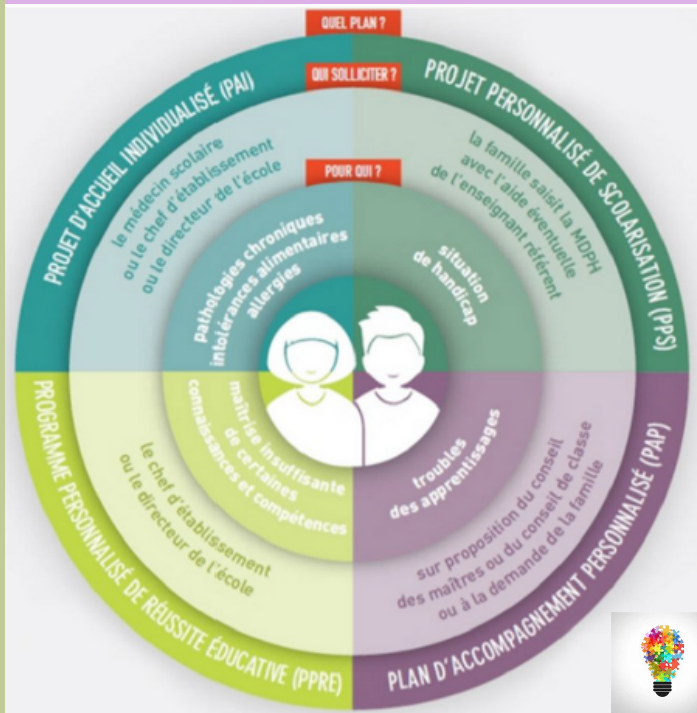 QUEL PLAN ?
QUI SOLLICITER ?
POUR QUI ?
PROJET D'ACCUEIL INDIVIDUALISÉ (PAI)
le médecin scolaire
ou le chef d'établissement
ou le directeur de l'école
pathologies chroniques
intolérances alimentaires
allergies
PROJET PERSONNALISÉ DE SCOLARISATION (PPS)
la famille saisit la MDPH
avec l'aide éventuelle
de l'enseignant référent
situation
de handicap
PROGRAMME PERSONNALISÉ DE RÉUSSITE ÉDUCATIVE (PPRE)
le chef d'établissement
ou le directeur de l'école
maîtrise insuffisante
de certaines
connaissances et compétences
PLAN D'ACCOMPAGNEMENT PERSONNALISÉ (PAP)
sur proposition du conseil
des maîtres ou du conseil de classe
ou à la demande de la famille
troubles
des apprentissages